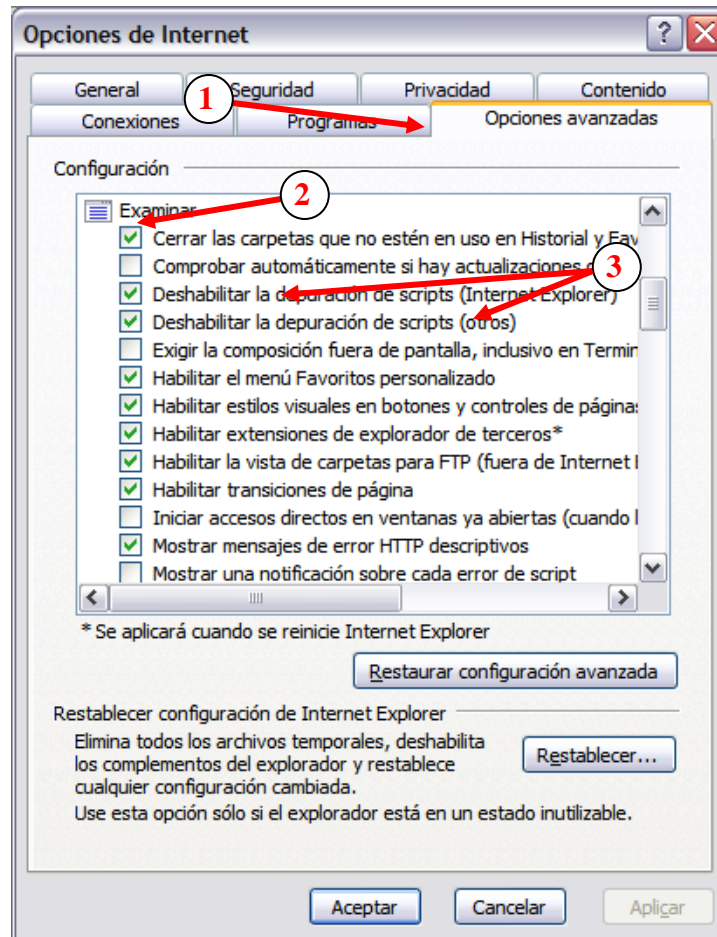 Opciones de Internet
General Seguridad Privacidad Contenido
1
Conexiones Programas Opciones avanzadas
Configuración
2
Examinar
Cerrar las carpetas que no estén en uso en Historial y Fav
Comprobar automáticamente si hay actualizaciones
3
Deshabilitar la depuración de scripts (Internet Explorer)
Deshabilitar la depuración de scripts (otros)
Exigir la composición fuera de pantalla, inclusivo en Termin
Habilitar el menú Favoritos personalizado
Habilitar estilos visuales en botones y controles de páginas
Habilitar extensiones de explorador de terceros*
Habilitar la vista de carpetas para FTP (fuera de Internet
Habilitar transiciones de página
Iniciar accesos directos en ventanas ya abiertas (cuando
Mostrar mensajes de error HTTP descriptivos
Mostrar una notificación sobre cada error de script
* Se aplicará cuando se reinicie Internet Explorer
Restaurar configuración avanzada
Restablecer configuración de Internet Explorer
Elimina todos los archivos temporales, deshabilita
los complementos del explorador y restablece
cualquier configuración cambiada.
Restablecer...
Use esta opción sólo si el explorador está en un estado inutilizable.
Aceptar Cancelar Aplicar